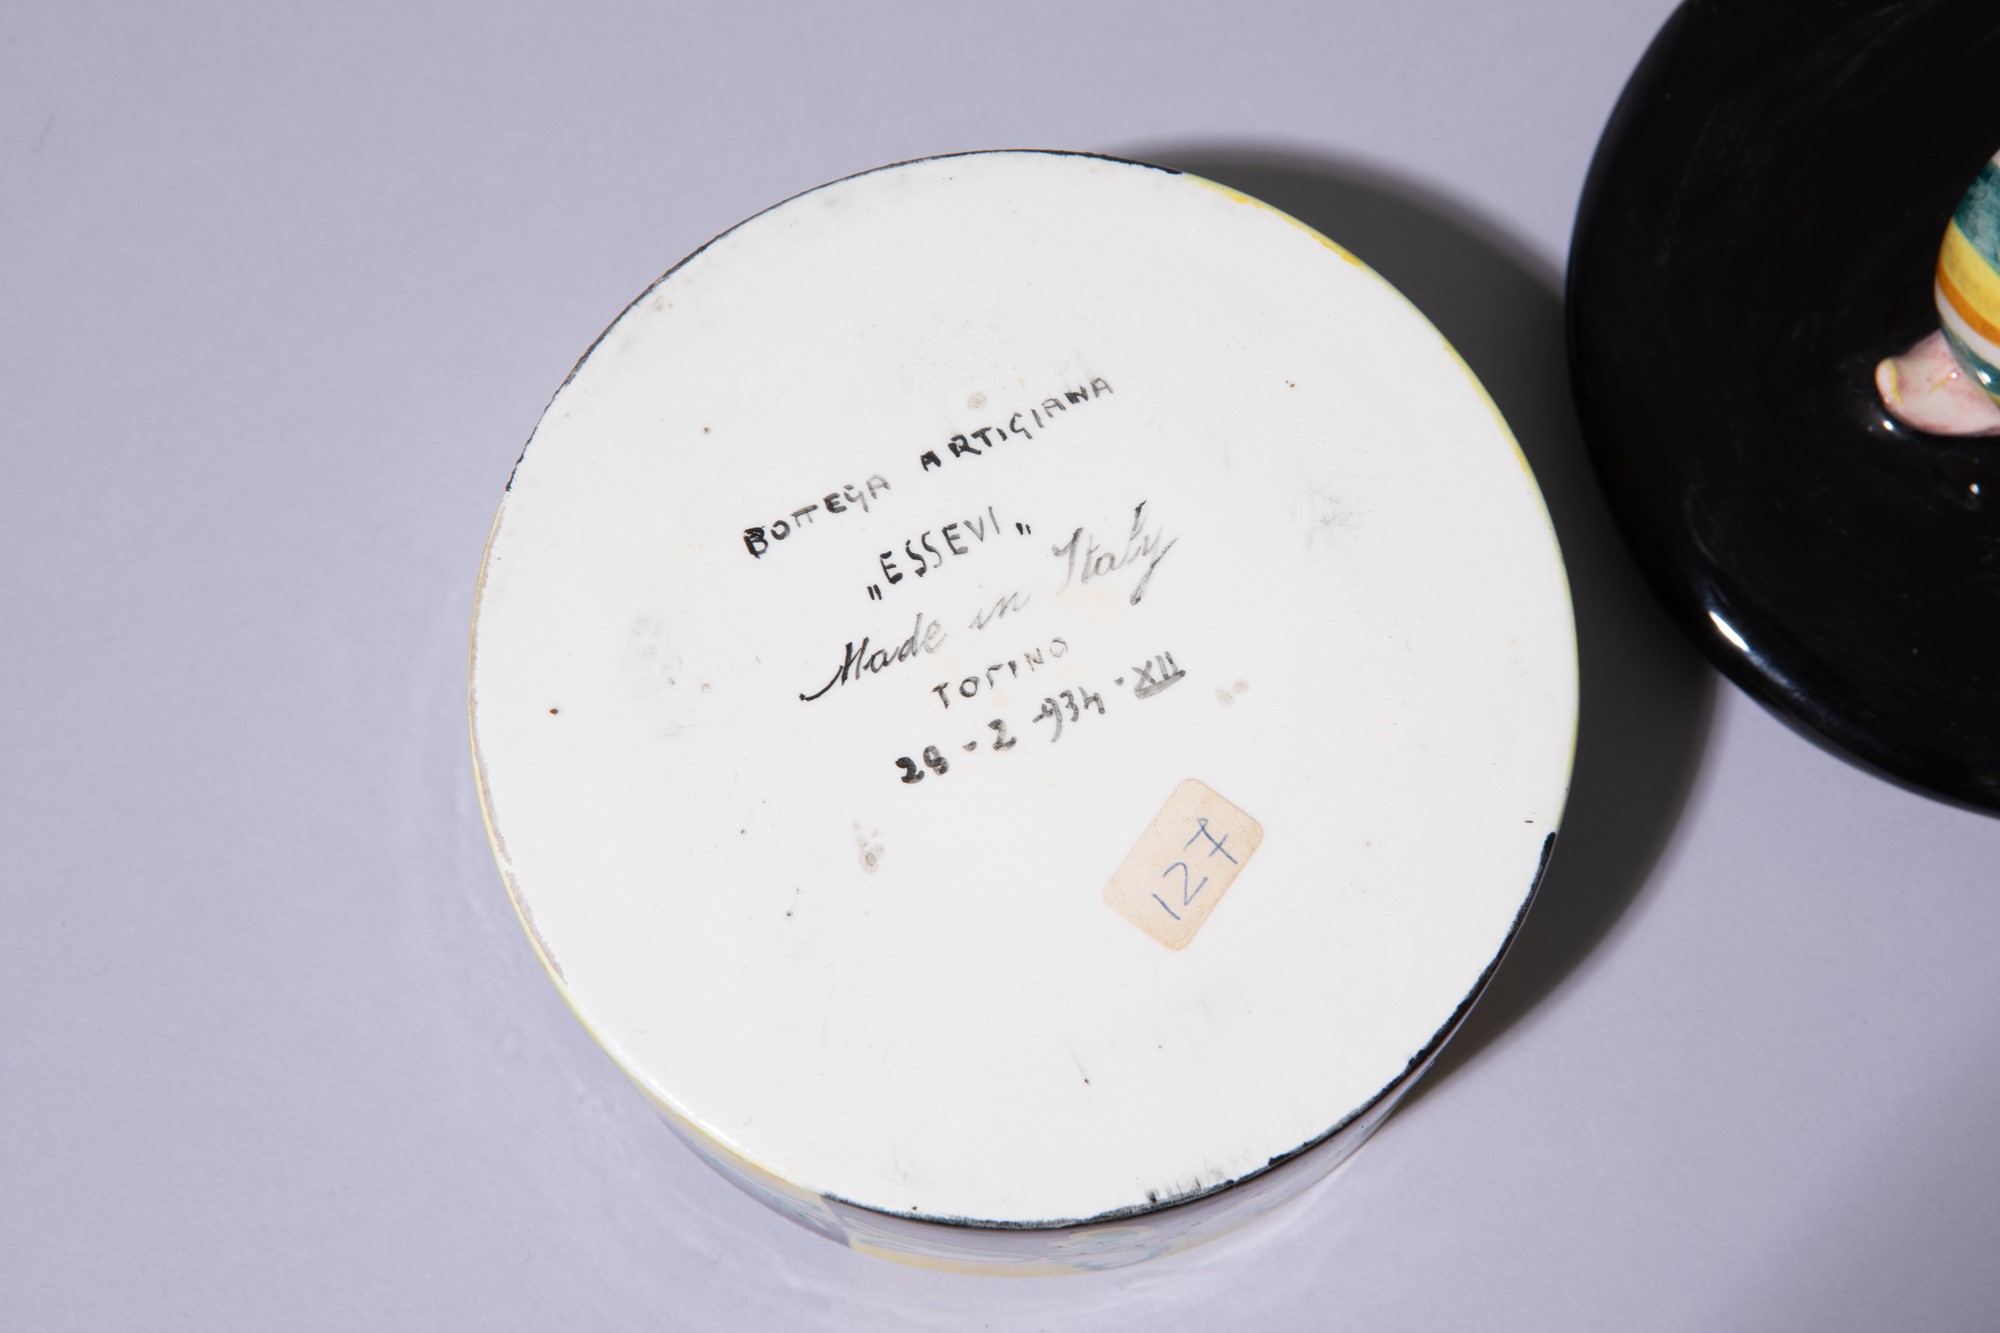 BOTTEGA ARTIGIANA
„ESSEVI„
Made in Italy
TORINO
28-2-934-XII
127